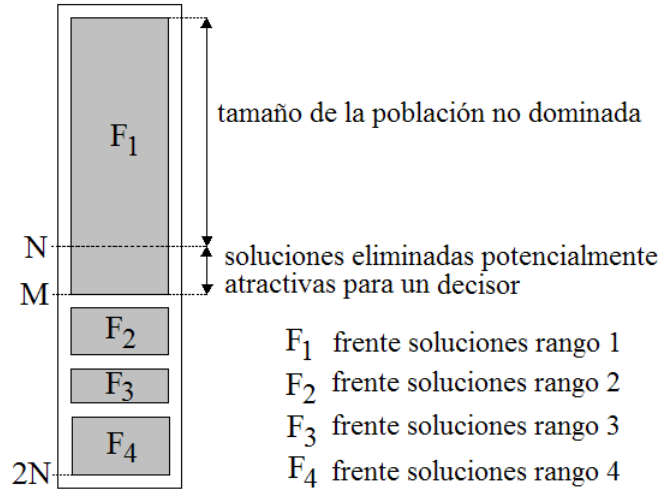 F1
tamaño de la población no dominada
N
soluciones eliminadas potencialmente
atractivas para un decisor
M
F2
F1 frente soluciones rango 1
F3
F2 frente soluciones rango 2
F4
F3 frente soluciones rango 3
2N
F4 frente soluciones rango 4